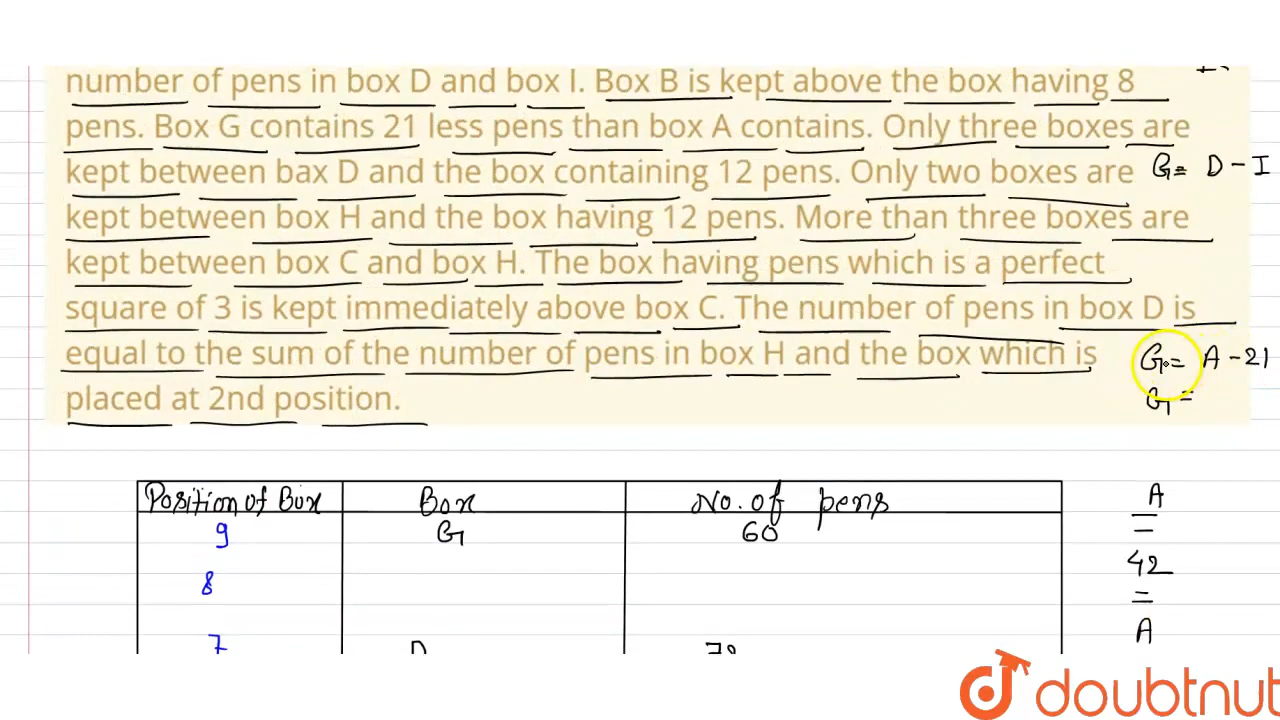 number of pens in box D and box I. Box B is kept above the box having 8
pens. Box G contains 21 less pens than box A contains. Only three boxes are
kept between bax D and the box containing 12 pens. Only two boxes are
G = D - I
kept between box H and the box having 12 pens. More than three boxes are
kept between box C and box H. The box having pens which is a perfect
square of 3 is kept immediately above box C. The number of pens in box D is
equal to the sum of the number of pens in box H and the box which is
G = A - 21
placed at 2nd position.
G =
Position of Box Box No. of pens
A
=
9 G 60
42
8
=
A
7 D
doubtnut